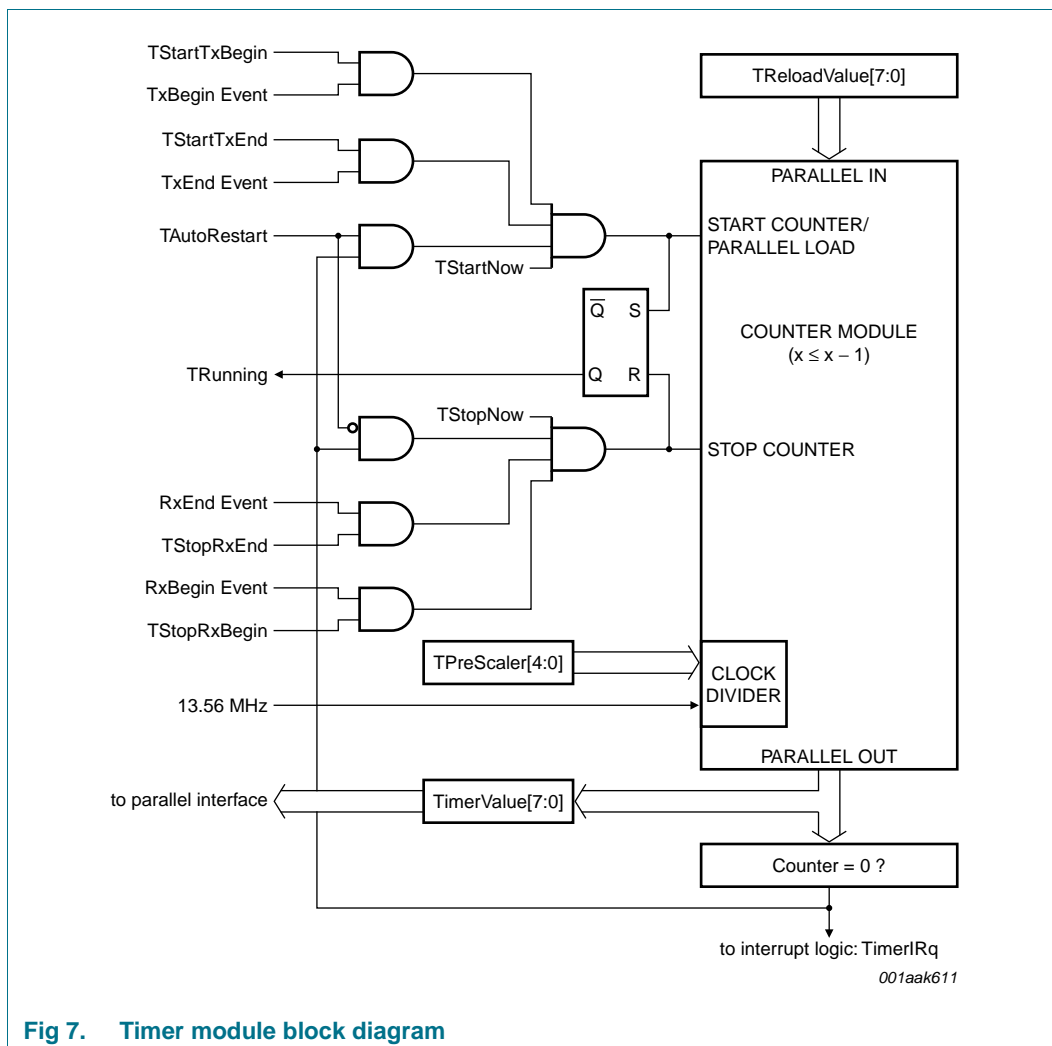 TStartTxBegin
TxBegin Event
TStartTxEnd
TxEnd Event
TAutoRestart
TStartNow
TReloadValue[7:0]
PARALLEL IN
START COUNTER/
PARALLEL LOAD
Q̅ S
Q R
COUNTER MODULE
(x ≤ x − 1)
TRunning
TStopNow
STOP COUNTER
RxEnd Event
TStopRxEnd
RxBegin Event
TStopRxBegin
TPreScaler[4:0]
CLOCK
DIVIDER
13.56 MHz
PARALLEL OUT
to parallel interface
TimerValue[7:0]
Counter = 0 ?
to interrupt logic: TimerIRq
001aak611
Fig 7. Timer module block diagram